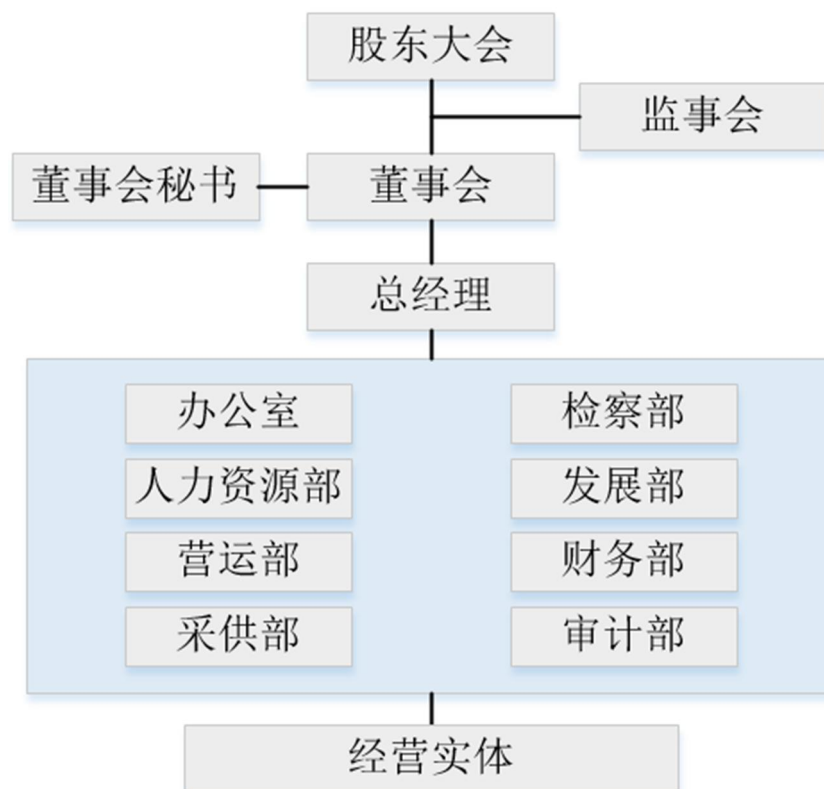 股东大会
监事会
董事会秘书
董事会
总经理
办公室
检察部
人力资源部
发展部
营运部
财务部
采供部
审计部
经营实体